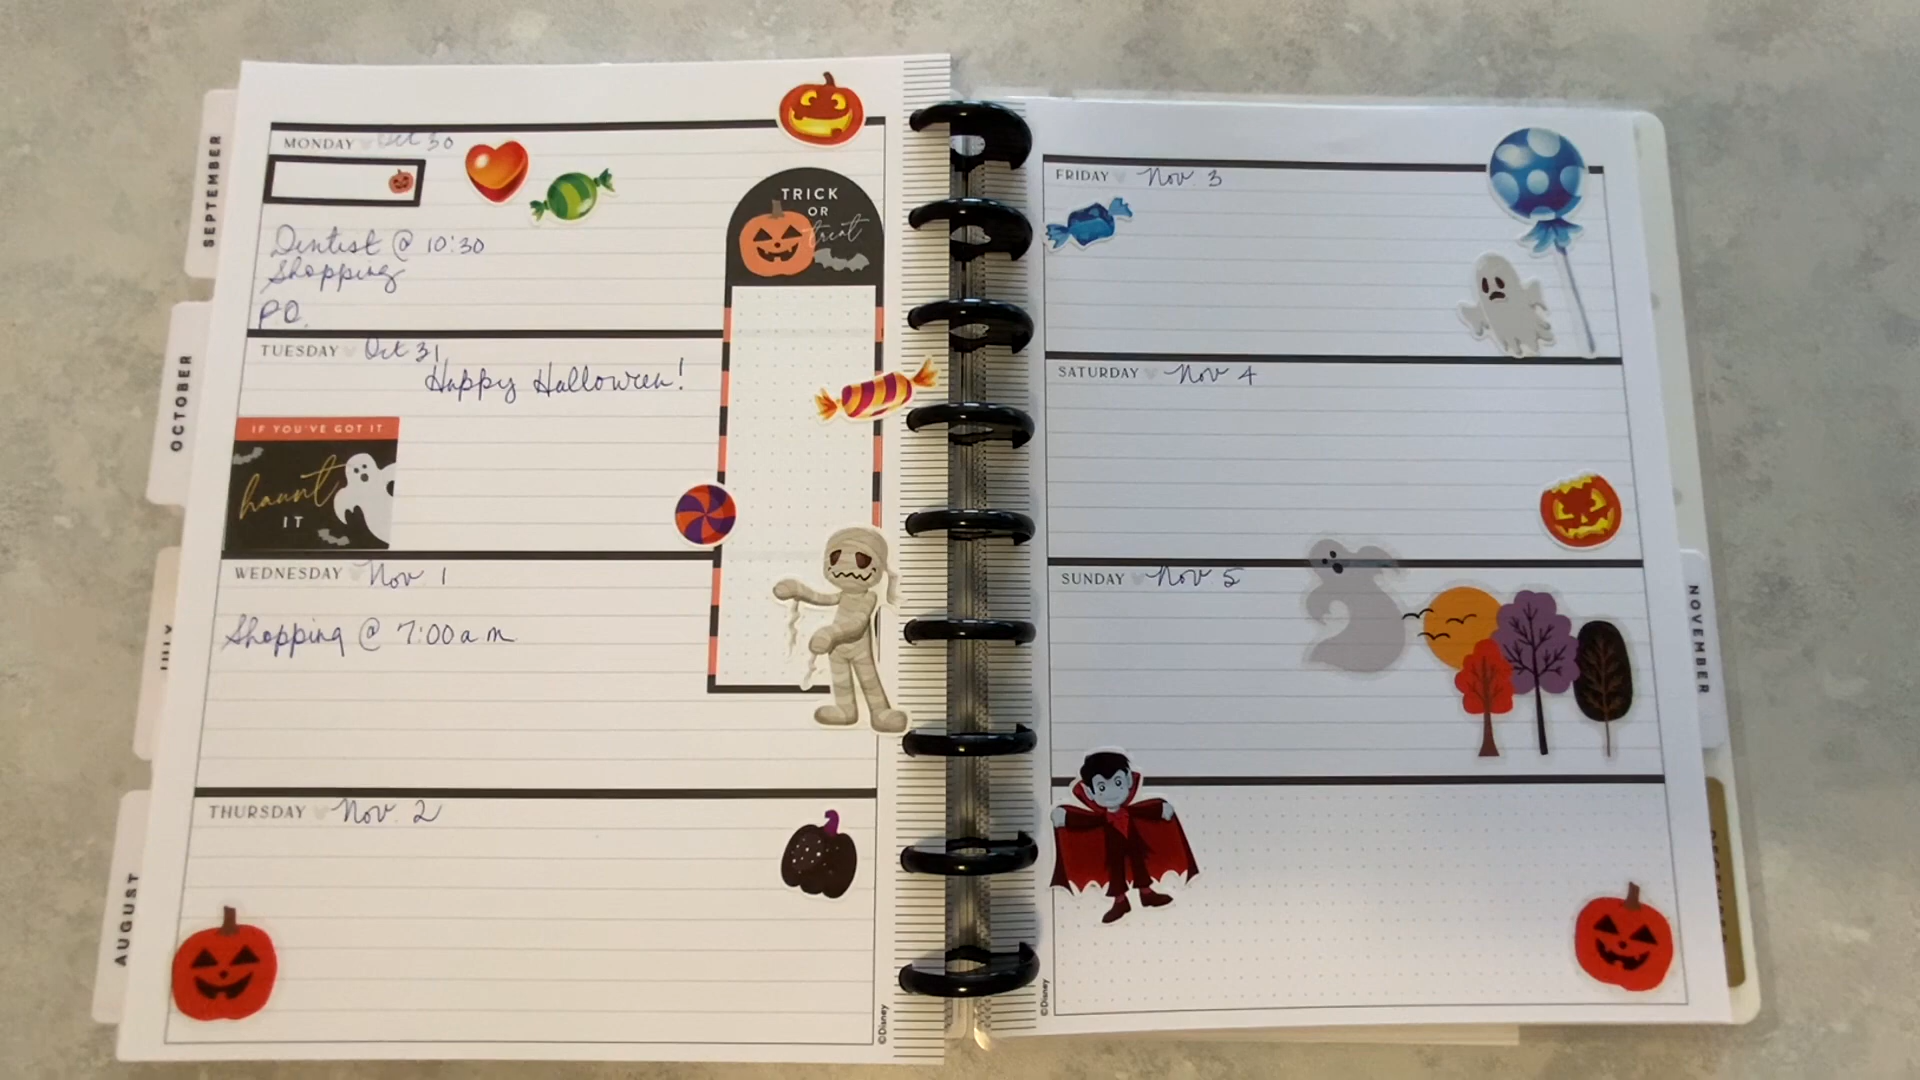 SEPTEMBER
OCTOBER
JULY
AUGUST
MONDAY Oct 30
Dentist @ 10:30
Shopping
P.O.
TRICK
OR
treat
TUESDAY Oct 31
Happy Halloween!
IF YOU'VE GOT IT
haunt
IT
WEDNESDAY Nov 1
Shopping @ 7:00 a m
THURSDAY Nov. 2
©Disney
FRIDAY Nov. 3
SATURDAY Nov 4
SUNDAY Nov 5
©Disney
NOVEMBER
DECEMBER